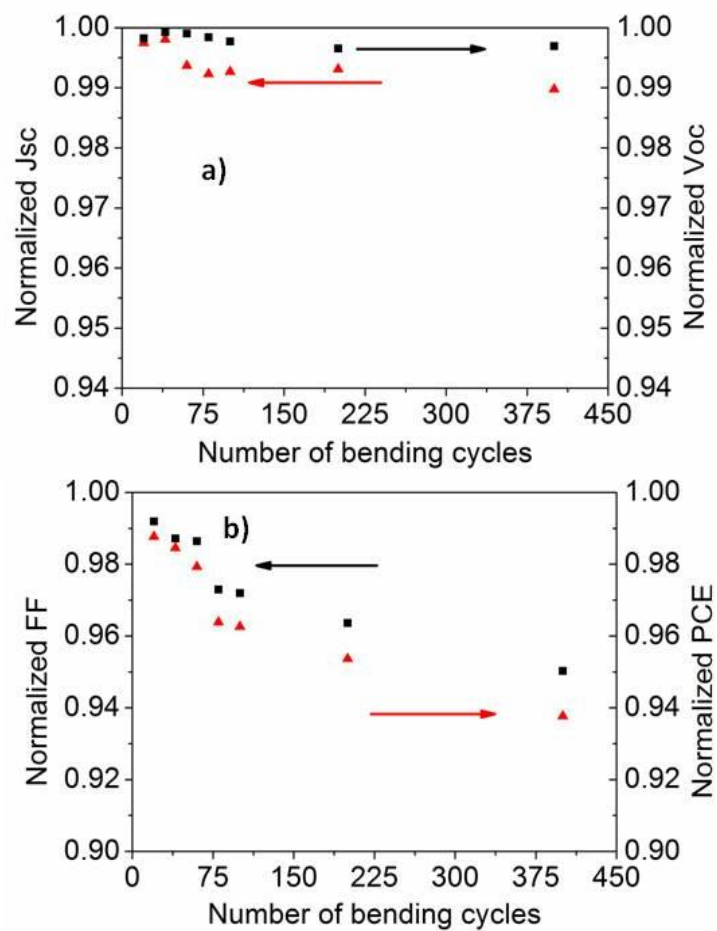 1.00 1.00
0.99 0.99
0.98 0.98
a)
0.97 0.97
0.96 0.96
0.95 0.95
0.94 0.94
Normalized Jsc
Normalized Voc
0 75 150 225 300 375 450
Number of bending cycles
1.00 1.00
b)
0.98 0.98
0.96 0.96
0.94 0.94
0.92 0.92
0.90 0.90
Normalized FF
Normalized PCE
0 75 150 225 300 375 450
Number of bending cycles